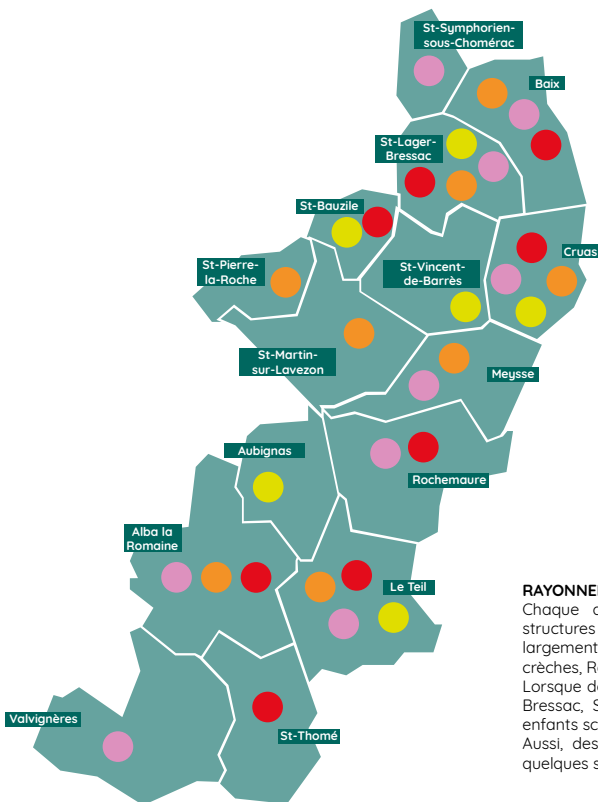 St-Symphorien-
sous-Chomérac
Baix
St-Lager-
Bressac
St-Bauzile
Cruas
St-Pierre-
la-Roche
St-Vincent-
de-Barrès
St-Martin-
sur-Lavezon
Meysse
Aubignas
Rochemaure
Alba la
Romaine
Le Teil
Valvignères
St-Thomé
Chaque
structures
largement
crèches,
Lorsque
Bressac,
enfants
Aussi, des
quelques